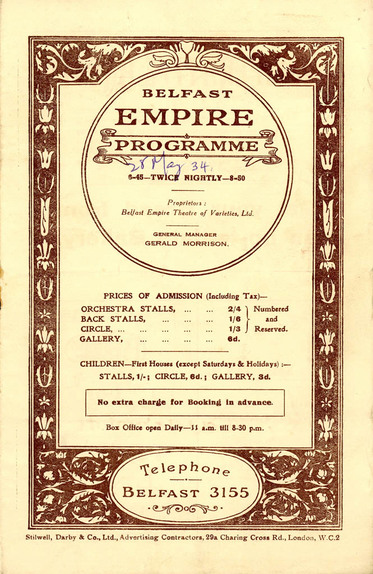 BELFAST
EMPIRE
PROGRAMME
28 May 34
6-45—TWICE NIGHTLY—8-50
Proprietors:
Belfast Empire Theatre of Varieties, Ltd.
GENERAL MANAGER
GERALD MORRISON.
PRICES OF ADMISSION (Including Tax)—
ORCHESTRA STALLS, ... ... 2/4
BACK STALLS, ... ... ... 1/6
CIRCLE, ... ... ... ... 1/3
GALLERY, ... ... ... 6d.
Numbered
and
Reserved.
CHILDREN—First Houses (except Saturdays & Holidays) :—
STALLS, 1/-; CIRCLE, 6d.; GALLERY, 3d.
No extra charge for Booking in advance.
Box Office open Daily—11 a.m. till 8-30 p.m.
Telephone
BELFAST 3155
Stilwell, Darby & Co., Ltd., Advertising Contractors, 29a Charing Cross Rd., London, W.C.2